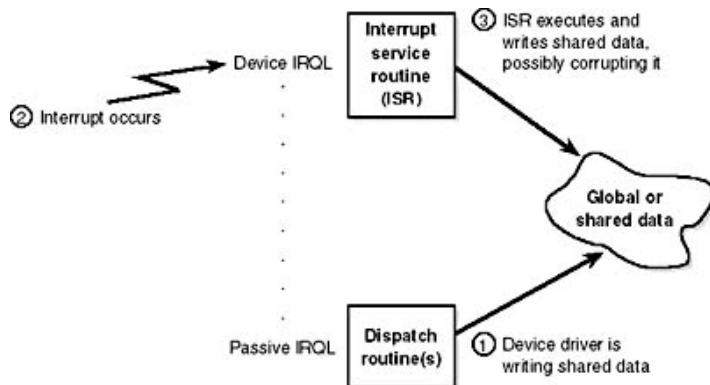 Interrupt
service
routine
(ISR)
③ ISR executes and
writes shared data,
possibly corrupting it
Device IRQL
② Interrupt occurs
Global or
shared data
Passive IRQL
Dispatch
routine(s)
① Device driver is
writing shared data